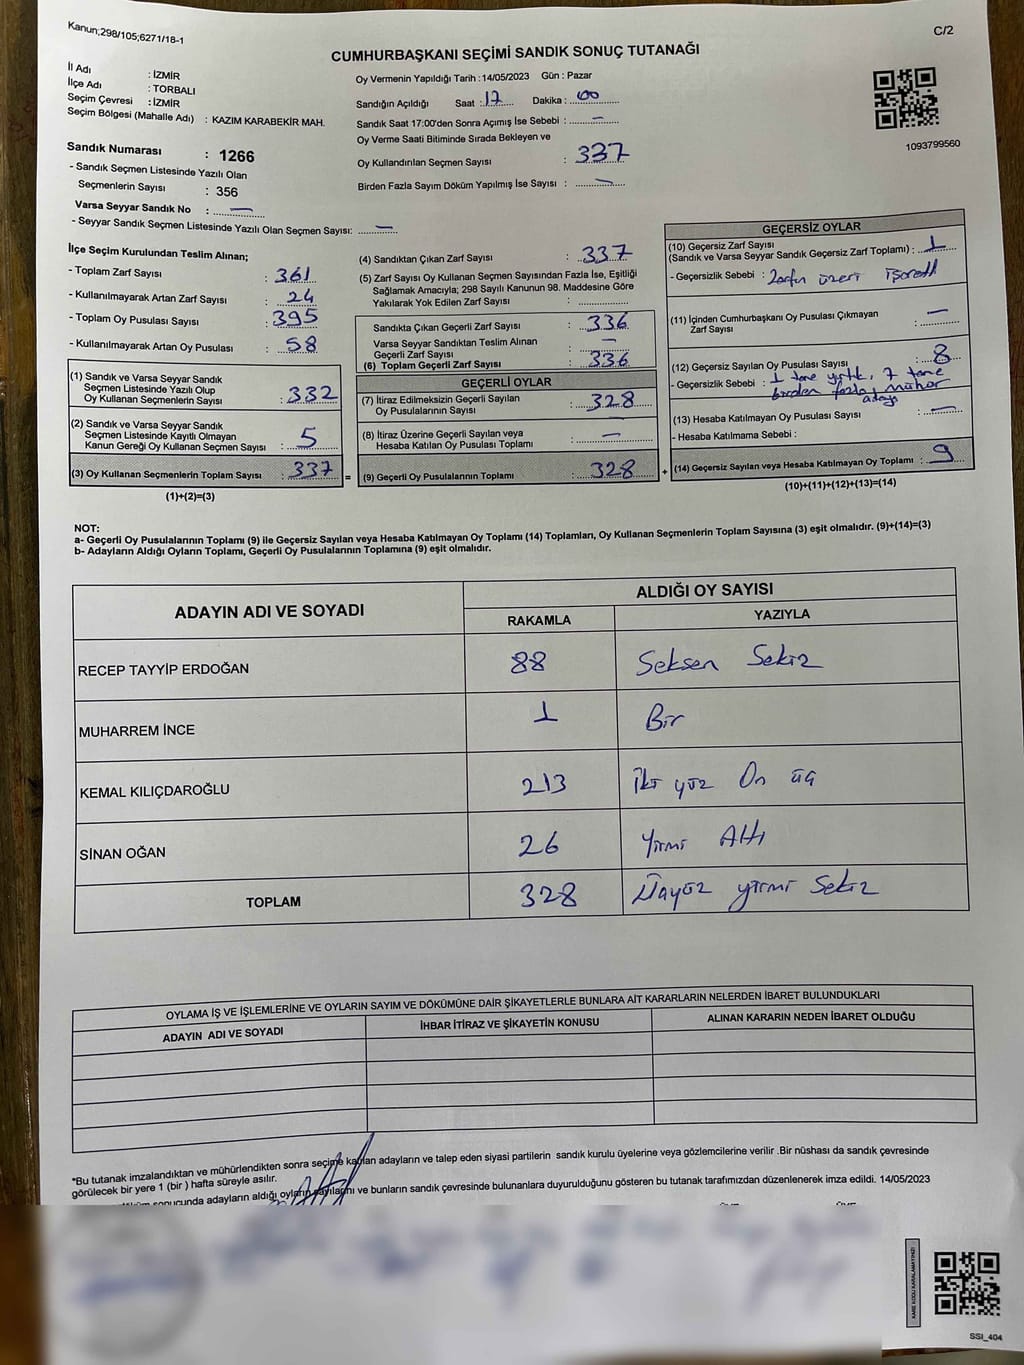 Kanun;298/105;6271/18-1
C/2
CUMHURBAŞKANI SEÇİMİ SANDIK SONUÇ TUTANAĞI
İl Adı : İZMİR
İlçe Adı : TORBALI
Seçim Çevresi : İZMİR
Seçim Bölgesi (Mahalle Adı) : KAZIM KARABEKİR MAH.
Sandık Numarası : 1266
- Sandık Seçmen Listesinde Yazılı Olan
Seçmenlerin Sayısı : 356
Varsa Seyyar Sandık No : —
- Seyyar Sandık Seçmen Listesinde Yazılı Olan Seçmen Sayısı: —
Oy Vermenin Yapıldığı Tarih : 14/05/2023 Gün : Pazar
Sandığın Açıldığı Saat : 17 Dakika : 00
Sandık Saat 17:00'den Sonra Açımış İse Sebebi : —
Oy Verme Saati Bitiminde Sırada Bekleyen ve
Oy Kullandırılan Seçmen Sayısı : 337
Birden Fazla Sayım Döküm Yapılmış İse Sayısı : —
1093799560
İlçe Seçim Kurulundan Teslim Alınan;
- Toplam Zarf Sayısı : 361
- Kullanılmayarak Artan Zarf Sayısı : 24
- Toplam Oy Pusulası Sayısı : 395
- Kullanılmayarak Artan Oy Pusulası : 58
(1) Sandık ve Varsa Seyyar Sandık
Seçmen Listesinde Yazılı Olup
Oy Kullanan Seçmenlerin Sayısı : 332
(2) Sandık ve Varsa Seyyar Sandık
Seçmen Listesinde Kayıtlı Olmayan
Kanun Gereği Oy Kullanan Seçmen Sayısı : 5
(3) Oy Kullanan Seçmenlerin Toplam Sayısı : 337
(1)+(2)=(3)
(4) Sandıktan Çıkan Zarf Sayısı : 337
(5) Zarf Sayısı Oy Kullanan Seçmen Sayısından Fazla İse, Eşitliği
Sağlamak Amacıyla; 298 Sayılı Kanunun 98. Maddesine Göre
Yakılarak Yok Edilen Zarf Sayısı :
Sandıkta Çıkan Geçerli Zarf Sayısı : 336
Varsa Seyyar Sandıktan Teslim Alınan
Geçerli Zarf Sayısı : —
(6) Toplam Geçerli Zarf Sayısı : 336
GEÇERLİ OYLAR
(7) İtiraz Edilmeksizin Geçerli Sayılan
Oy Pusulalarının Sayısı : 328
(8) İtiraz Üzerine Geçerli Sayılan veya
Hesaba Katılan Oy Pusulası Toplamı : —
= (9) Geçerli Oy Pusulalarının Toplamı : 328 +
GEÇERSİZ OYLAR
(10) Geçersiz Zarf Sayısı
(Sandık ve Varsa Seyyar Sandık Geçersiz Zarf Toplamı) : 1
- Geçersizlik Sebebi : Zarfın üzeri işaretli
(11) İçinden Cumhurbaşkanı Oy Pusulası Çıkmayan
Zarf Sayısı : —
(12) Geçersiz Sayılan Oy Pusulası Sayısı : 8
- Geçersizlik Sebebi : 1 tane yırtık, 7 tane
birden fazla adaya mühür
(13) Hesaba Katılmayan Oy Pusulası Sayısı : —
- Hesaba Katılmama Sebebi :
(14) Geçersiz Sayılan veya Hesaba Katılmayan Oy Toplamı : 9
(10)+(11)+(12)+(13)=(14)
NOT:
a- Geçerli Oy Pusulalarının Toplamı (9) ile Geçersiz Sayılan veya Hesaba Katılmayan Oy Toplamı (14) Toplamları, Oy Kullanan Seçmenlerin Toplam Sayısına (3) eşit olmalıdır. (9)+(14)=(3)
b- Adayların Aldığı Oyların Toplamı, Geçerli Oy Pusulalarının Toplamına (9) eşit olmalıdır.
ADAYIN ADI VE SOYADI
ALDIĞI OY SAYISI
RAKAMLA YAZIYLA
RECEP TAYYİP ERDOĞAN 88 Seksen Sekiz
MUHARREM İNCE 1 Bir
KEMAL KILIÇDAROĞLU 213 İki yüz On üç
SİNAN OĞAN 26 Yirmi Altı
TOPLAM 328 Üçyüz yirmi Sekiz
OYLAMA İŞ VE İŞLEMLERİNE VE OYLARIN SAYIM VE DÖKÜMÜNE DAİR ŞİKAYETLERLE BUNLARA AİT KARARLARIN NELERDEN İBARET BULUNDUKLARI
ADAYIN ADI VE SOYADI İHBAR İTİRAZ VE ŞİKAYETİN KONUSU ALINAN KARARIN NEDEN İBARET OLDUĞU
*Bu tutanak imzalandıktan ve mühürlendikten sonra seçime katılan adayların ve talep eden siyasi partilerin sandık kurulu üyelerine veya gözlemcilerine verilir .Bir nüshası da sandık çevresinde
görülecek bir yere 1 (bir ) hafta süreyle asılır.
sonucunda adayların aldığı oyların sayılacağı ve bunların sandık çevresinde bulunanlara duyurulduğunu gösteren bu tutanak tarafımızdan düzenlenerek imza edildi. 14/05/2023
KARE KODU KARALAMAYINIZ!
SSI_404